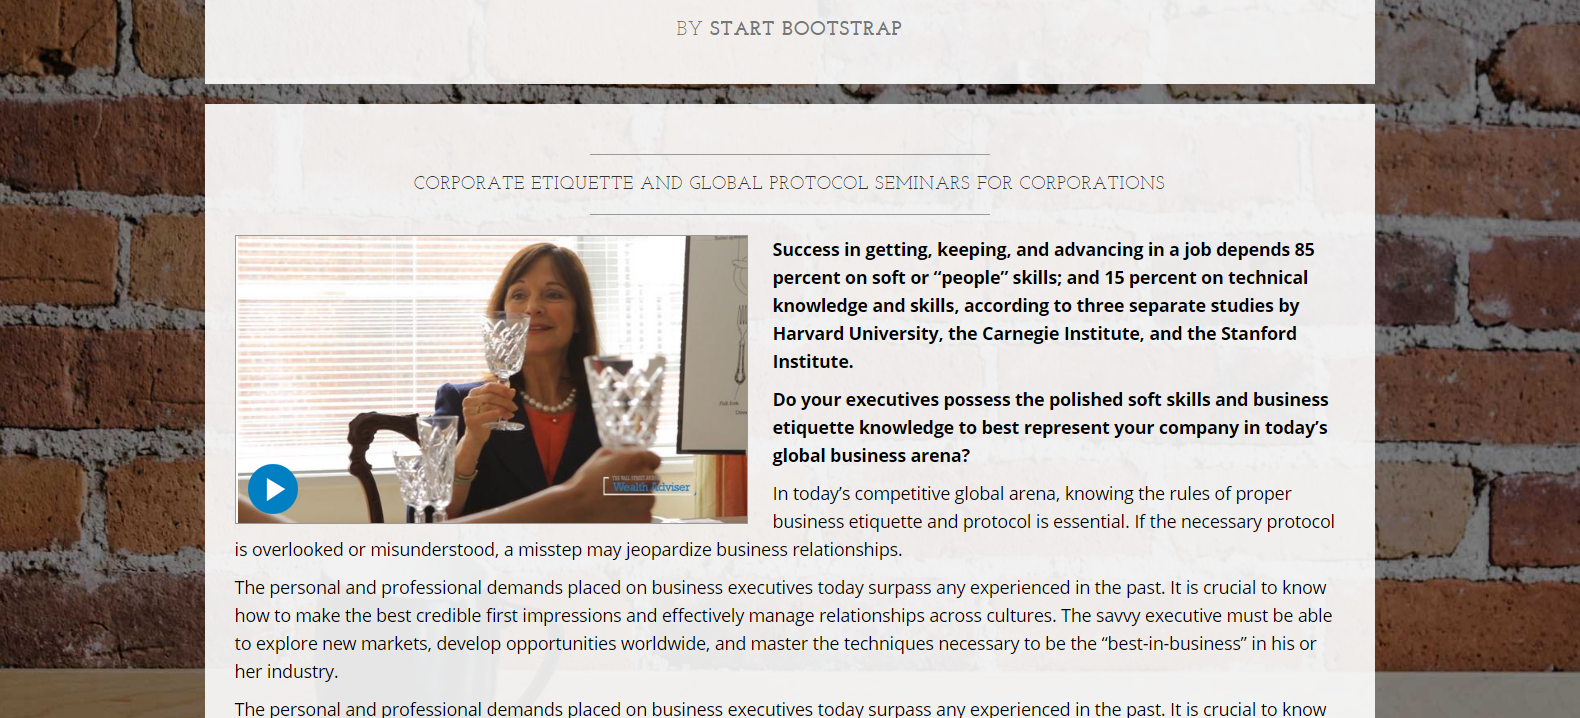 BY START BOOTSTRAP
CORPORATE ETIQUETTE AND GLOBAL PROTOCOL SEMINARS FOR CORPORATIONS
Success in getting, keeping, and advancing in a job depends 85
percent on soft or “people” skills; and 15 percent on technical
knowledge and skills, according to three separate studies by
Harvard University, the Carnegie Institute, and the Stanford
Institute.
Do your executives possess the polished soft skills and business
etiquette knowledge to best represent your company in today’s
global business arena?
THE WALL STREET JOURNAL
Wealth Adviser
In today’s competitive global arena, knowing the rules of proper
business etiquette and protocol is essential. If the necessary protocol
is overlooked or misunderstood, a misstep may jeopardize business relationships.
The personal and professional demands placed on business executives today surpass any experienced in the past. It is crucial to know
how to make the best credible first impressions and effectively manage relationships across cultures. The savvy executive must be able
to explore new markets, develop opportunities worldwide, and master the techniques necessary to be the “best-in-business” in his or
her industry.
The personal and professional demands placed on business executives today surpass any experienced in the past. It is crucial to know